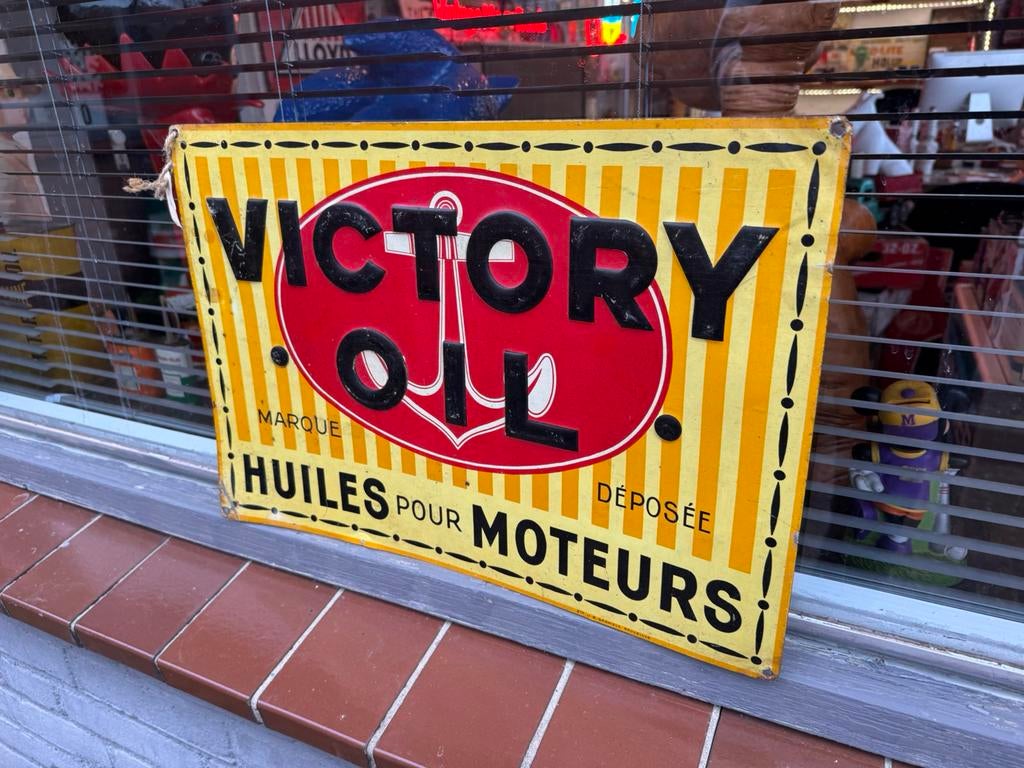 VICTORY
OIL
MARQUE DÉPOSÉE
HUILES POUR MOTEURS
M